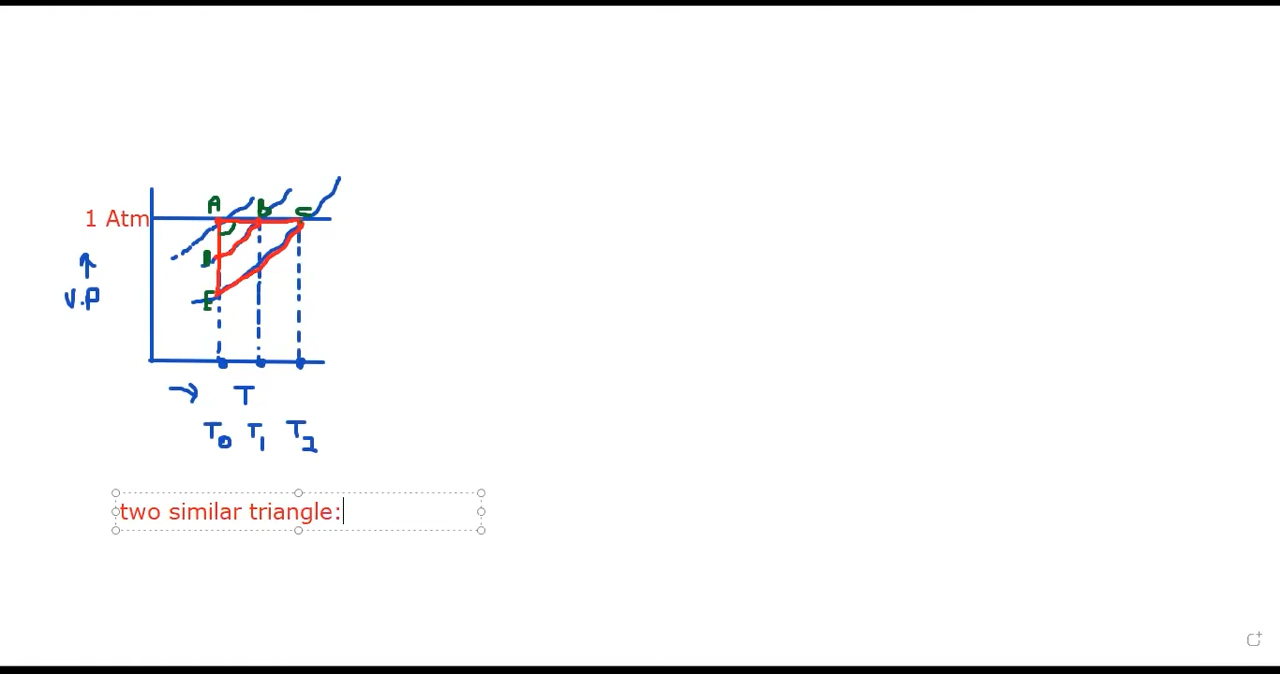 A B C
1 Atm
D
↑
V.P
E
→ T
T0 T1 T2
two similar triangle: